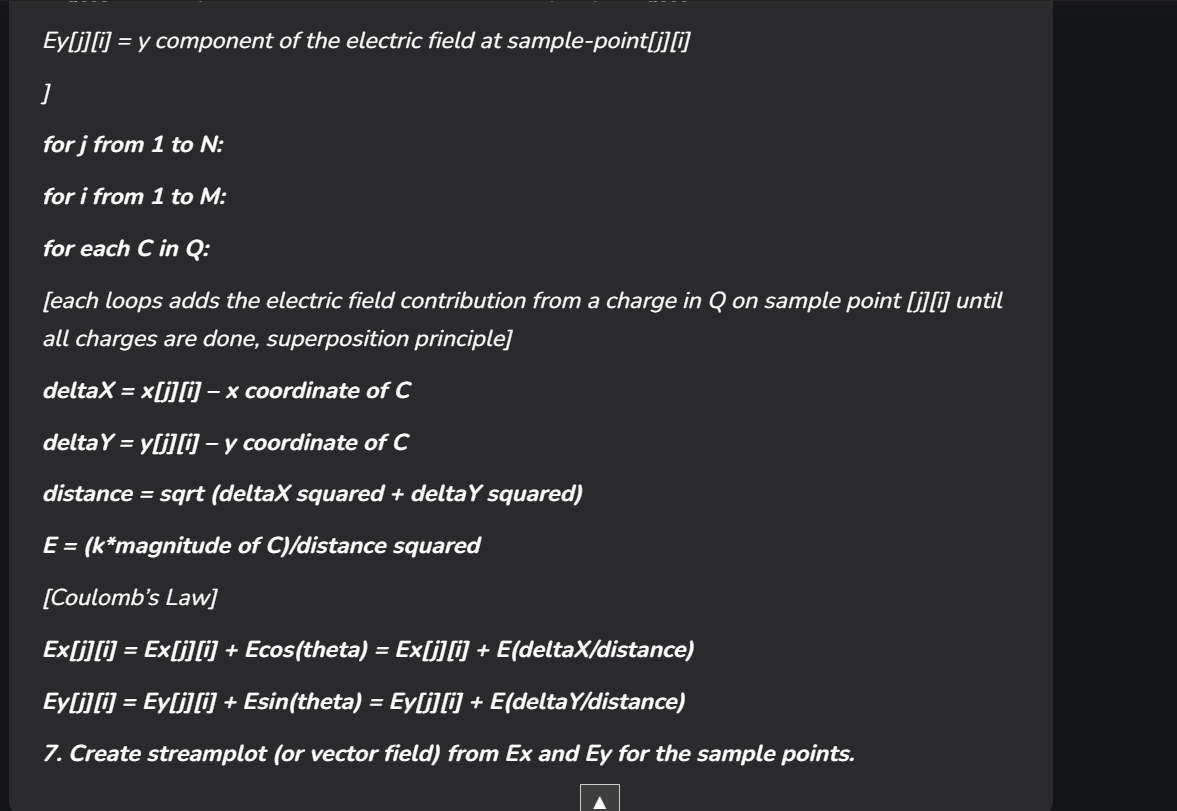 Ey[j][i] = y component of the electric field at sample-point[j][i]
]
for j from 1 to N:
for i from 1 to M:
for each C in Q:
[each loops adds the electric field contribution from a charge in Q on sample point [j][i] until
all charges are done, superposition principle]
deltaX = x[j][i] – x coordinate of C
deltaY = y[j][i] – y coordinate of C
distance = sqrt (deltaX squared + deltaY squared)
E = (k*magnitude of C)/distance squared
[Coulomb’s Law]
Ex[j][i] = Ex[j][i] + Ecos(theta) = Ex[j][i] + E(deltaX/distance)
Ey[j][i] = Ey[j][i] + Esin(theta) = Ey[j][i] + E(deltaY/distance)
7. Create streamplot (or vector field) from Ex and Ey for the sample points.